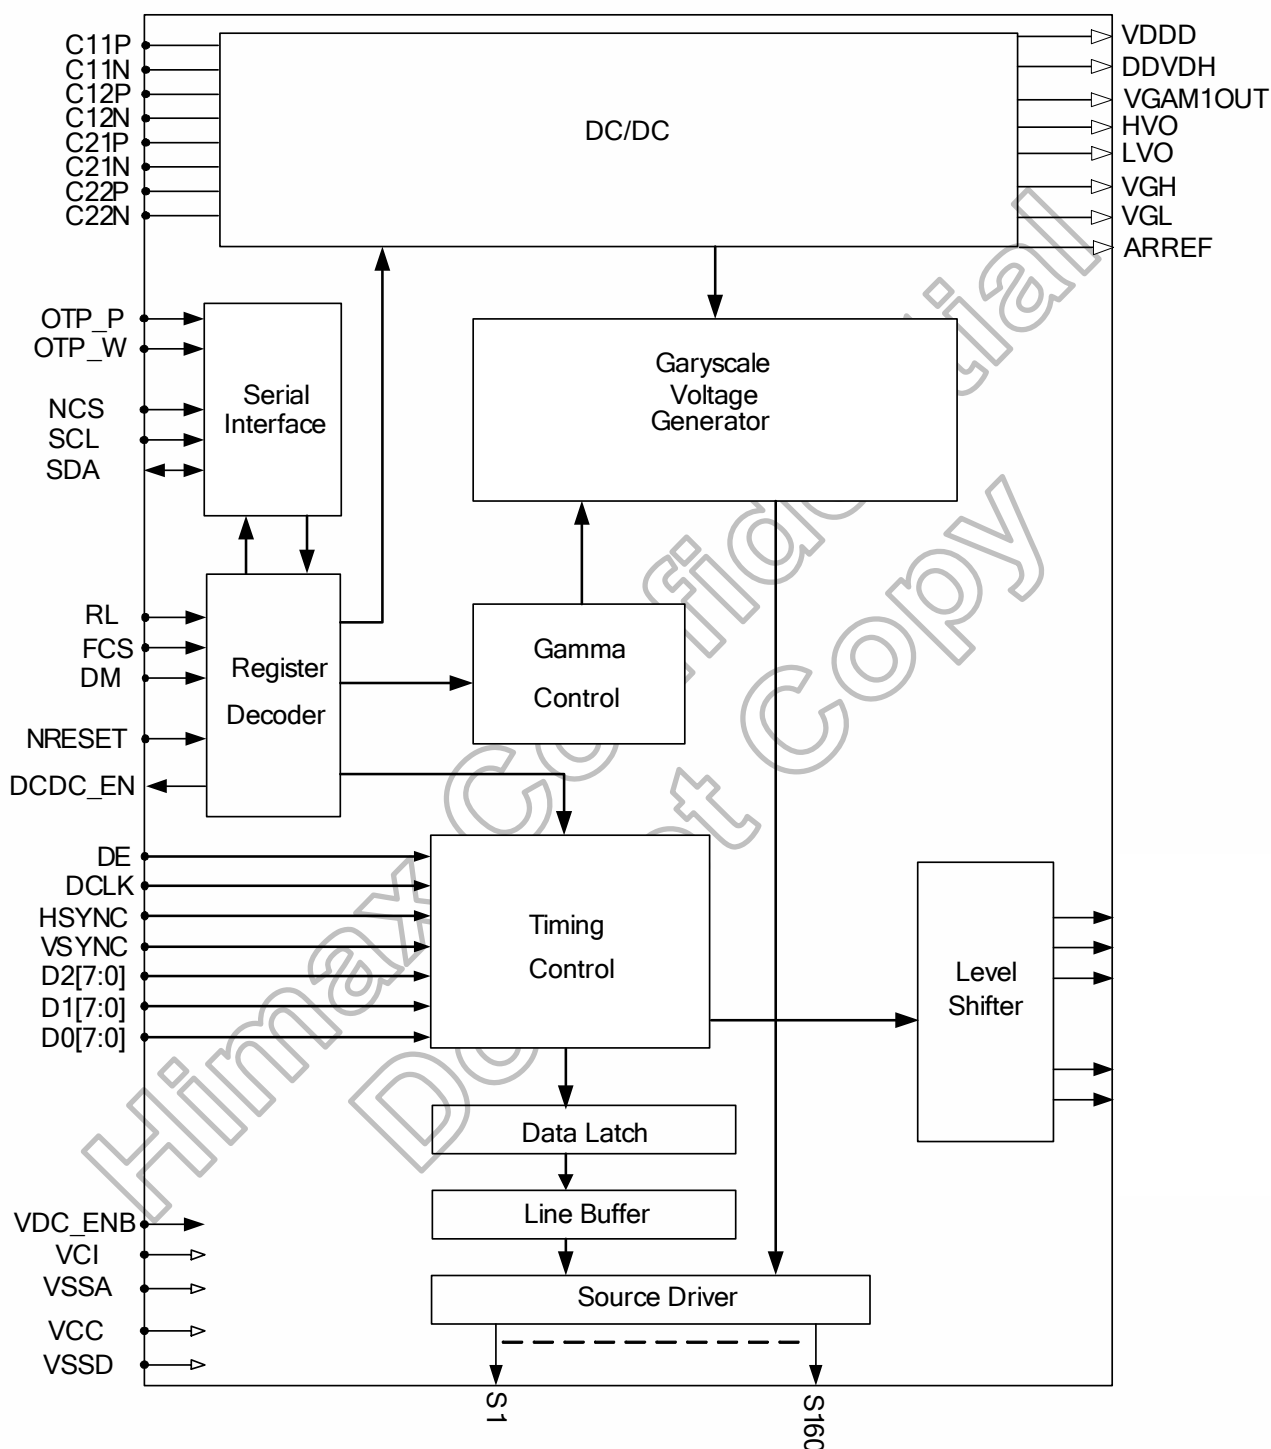 C11P
C11N
C12P
C12N
C21P
C21N
C22P
C22N
DC/DC
VDDD
DDVDH
VGAM1OUT
HVO
LVO
VGH
VGL
ARREF
OTP_P
OTP_W
NCS
SCL
SDA
Serial
Interface
Garyscale
Voltage
Generator
RL
FCS
DM
NRESET
DCDC_EN
Register
Decoder
Gamma
Control
DE
DCLK
HSYNC
VSYNC
D2[7:0]
D1[7:0]
D0[7:0]
Timing
Control
Level
Shifter
Data Latch
Line Buffer
Source Driver
VDC_ENB
VCI
VSSA
VCC
VSSD
S1
S160
Himax Confidential
Do Not Copy